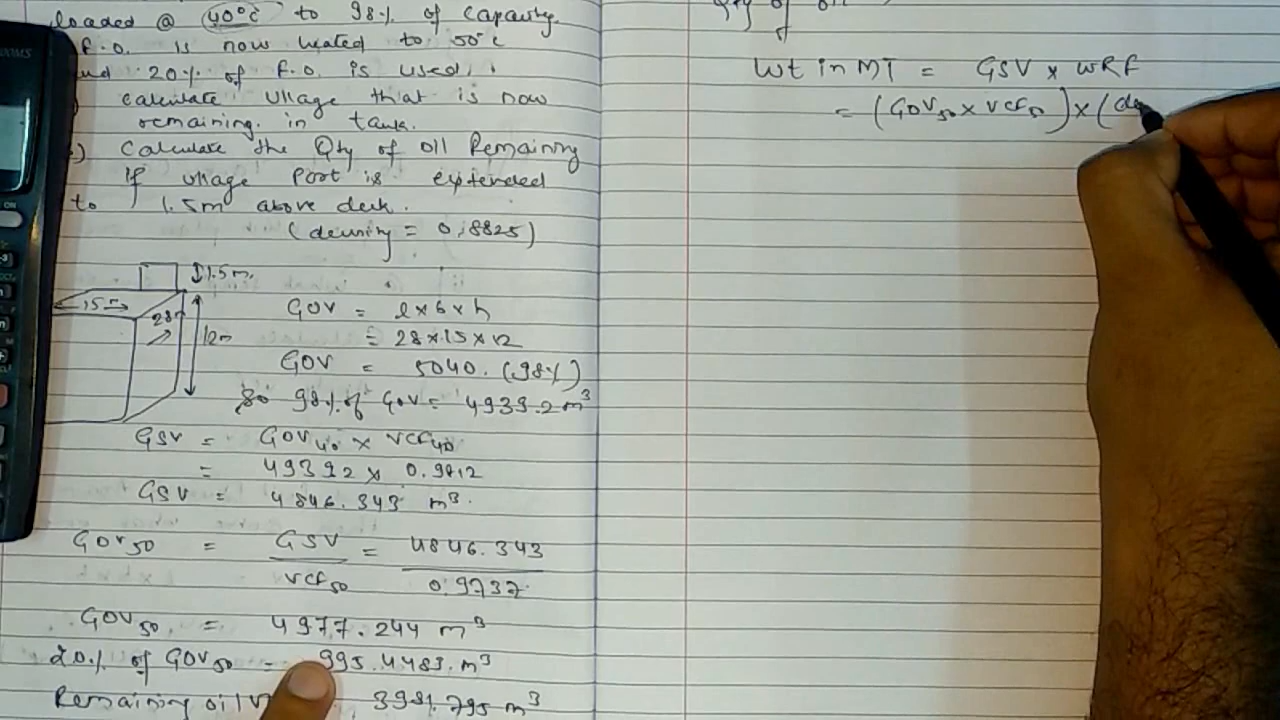 loaded @ 40°c to 98% of capacity.
F.O. is now heated to 50°c
20% of F.O. is used.
calculate Ullage that is now
remaining in tank.
) Calculate the Qty of oil Remaining
If ullage Port is extended
to 1.5m above deck.
(density = 0.8825)
1.5m.
15m
28m
12m
GOV = l×b×h
= 28×15×12
GOV = 5040. (98%)
So 98% of GOV = 4939.2 m³
GSV = GOV40 × VCF40
= 4939.2 × 0.9812
GSV = 4846.343 m³.
GOV50 = GSV / VCF50 = 4846.343 / 0.9737
GOV50 = 4977.244 m³
20% of GOV50 = 995.4483. m³
Remaining oil 3981.795 m³
Qty of oil
Wt in MT = GSV × WRF
= (GOV50 × VCF50) × (de